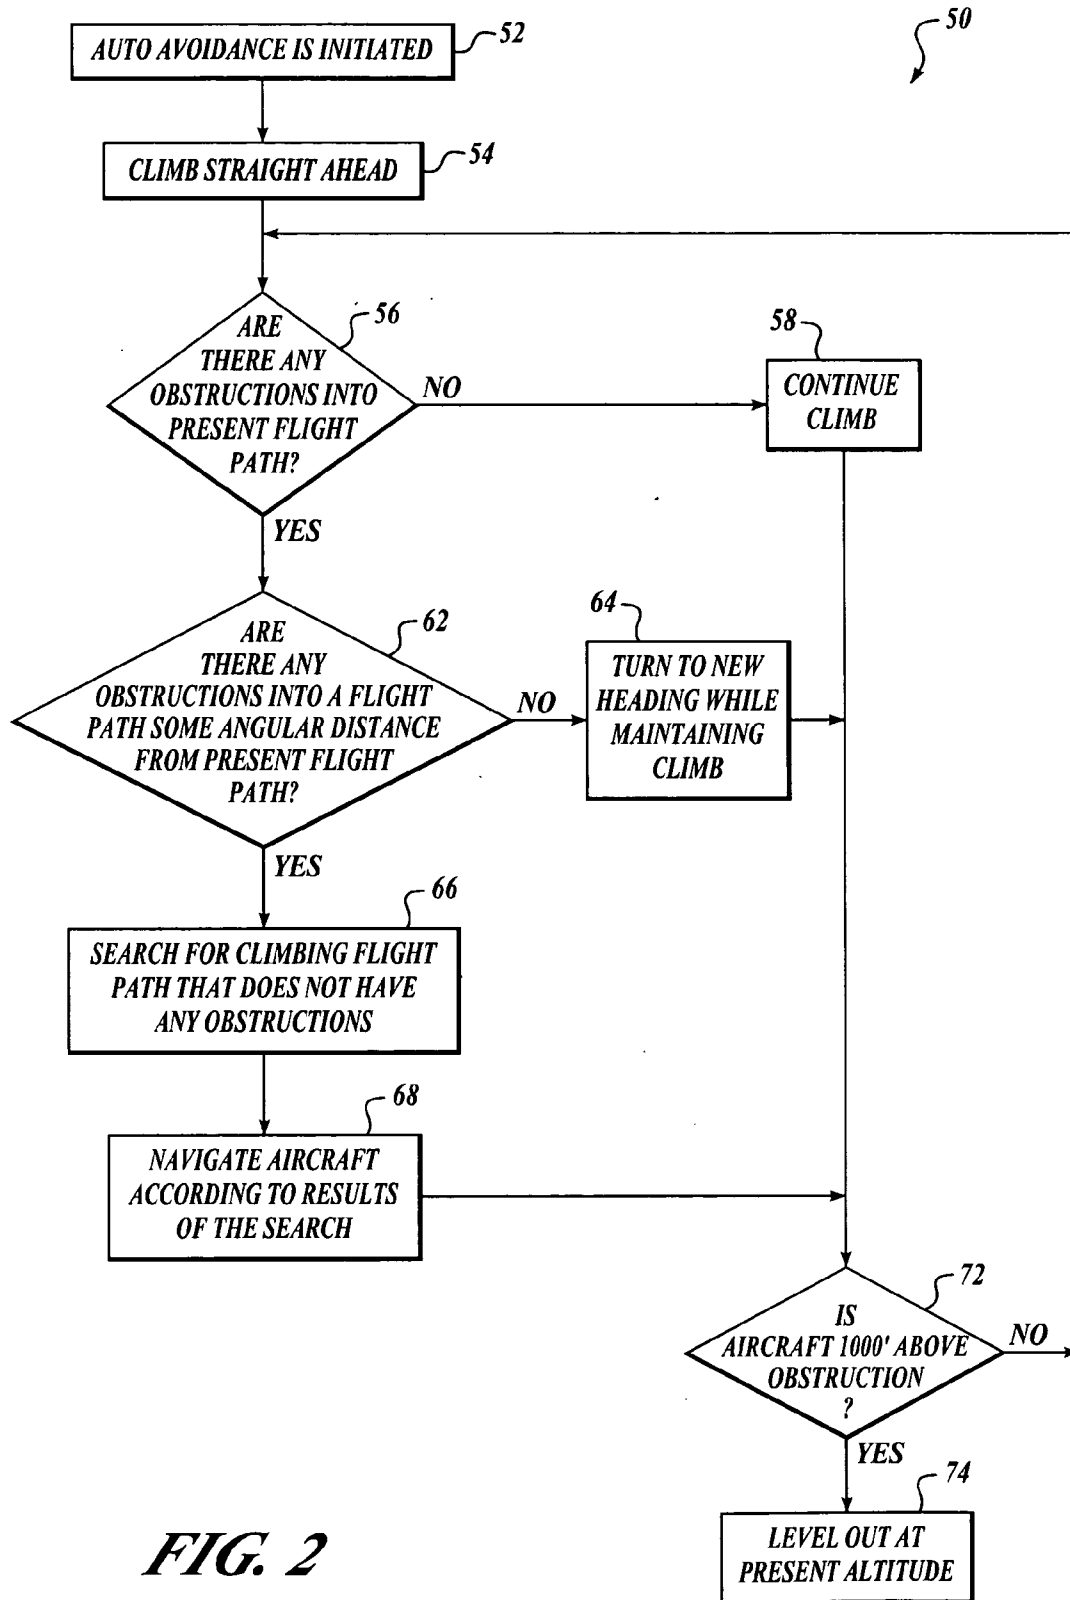 50
52
AUTO AVOIDANCE IS INITIATED
54
CLIMB STRAIGHT AHEAD
56
ARE
THERE ANY
OBSTRUCTIONS INTO
PRESENT FLIGHT
PATH?
NO
58
CONTINUE
CLIMB
YES
62
ARE
THERE ANY
OBSTRUCTIONS INTO A FLIGHT
PATH SOME ANGULAR DISTANCE
FROM PRESENT FLIGHT
PATH?
NO
64
TURN TO NEW
HEADING WHILE
MAINTAINING
CLIMB
YES
66
SEARCH FOR CLIMBING FLIGHT
PATH THAT DOES NOT HAVE
ANY OBSTRUCTIONS
68
NAVIGATE AIRCRAFT
ACCORDING TO RESULTS
OF THE SEARCH
72
IS
AIRCRAFT 1000' ABOVE
OBSTRUCTION
?
NO
YES
74
LEVEL OUT AT
PRESENT ALTITUDE
FIG. 2